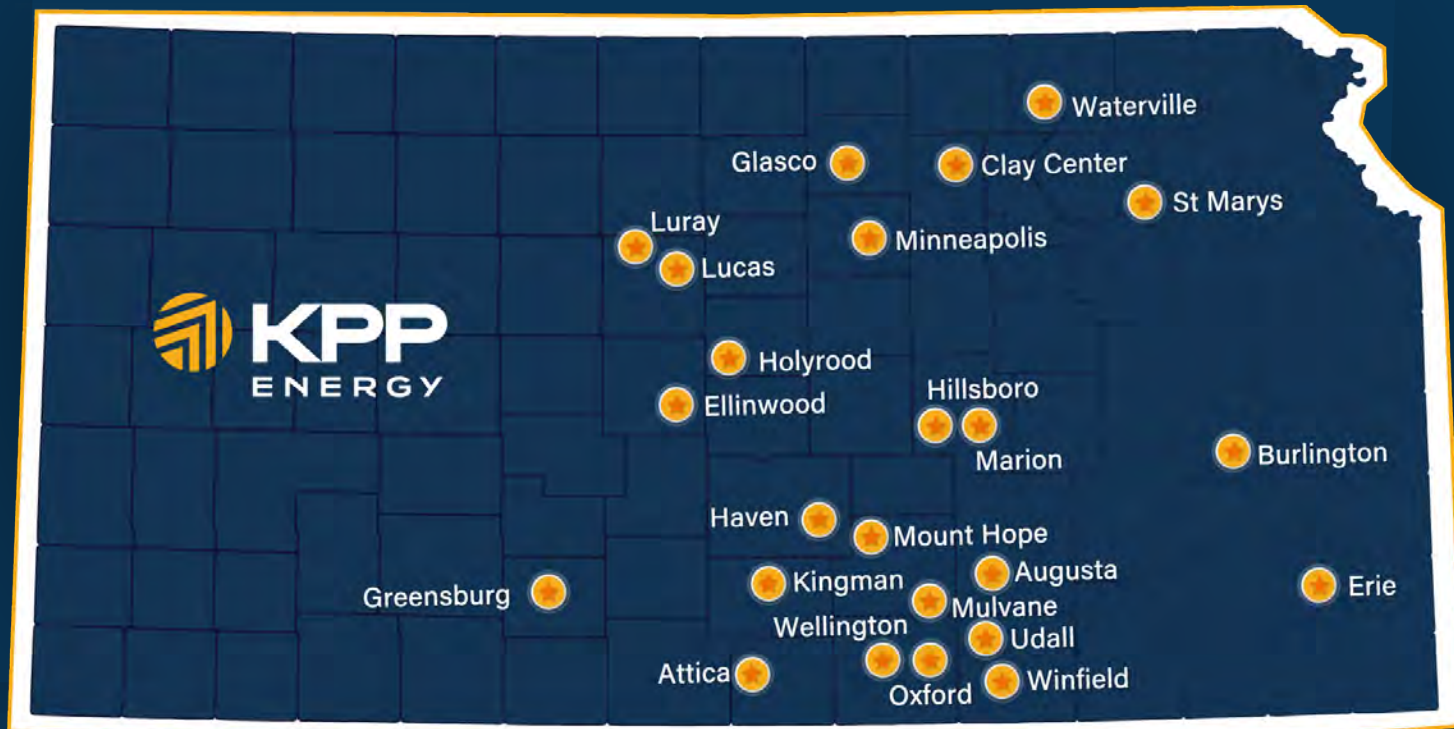 Waterville
Glasco
Clay Center
St Marys
Luray
Minneapolis
Lucas
KPP
ENERGY
Holyrood
Hillsboro
Ellinwood
Marion
Burlington
Haven
Mount Hope
Augusta
Kingman
Erie
Greensburg
Mulvane
Wellington
Udall
Attica
Oxford
Winfield